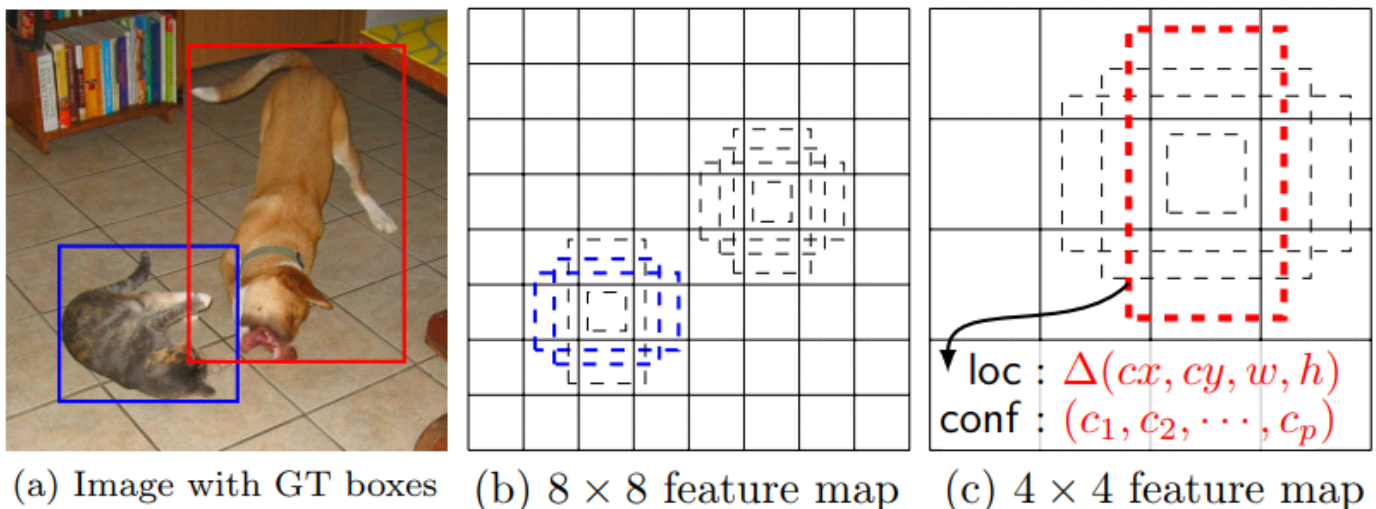 loc : Δ(cx, cy, w, h)
conf : (c₁, c₂, ⋯, cₚ)
(a) Image with GT boxes
(b) 8 × 8 feature map
(c) 4 × 4 feature map